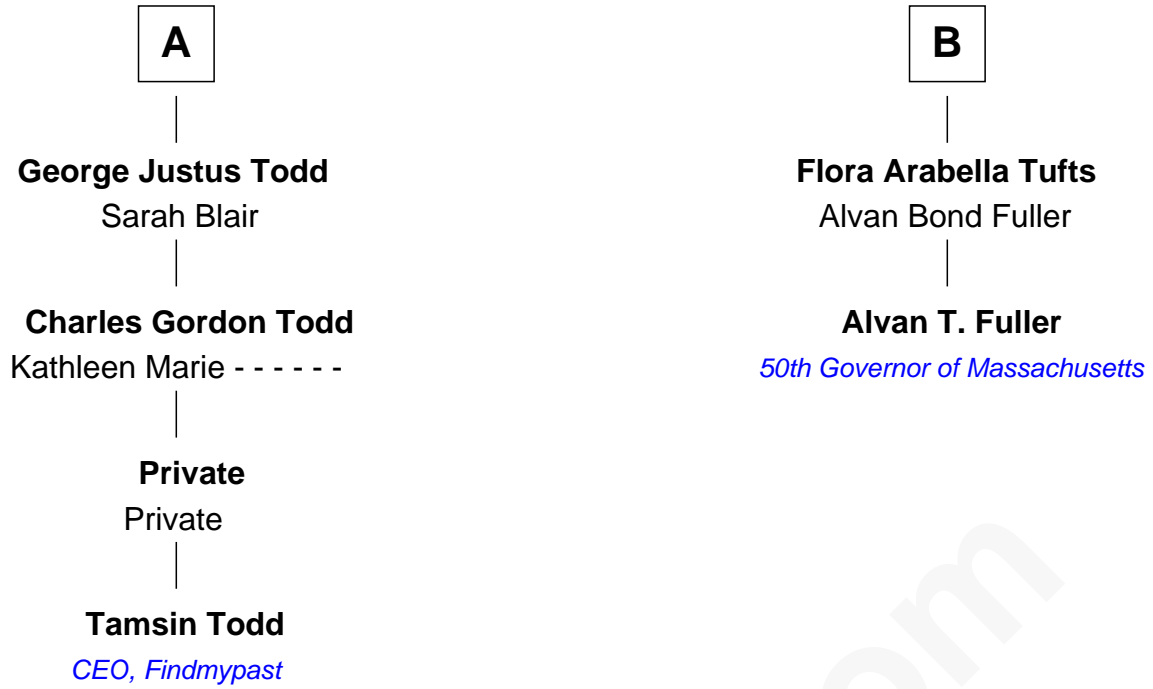 A
George Justus Todd
Sarah Blair
Charles Gordon Todd
Kathleen Marie - - - - - -
Private
Private
Tamsin Todd
CEO, Findmypast
B
Flora Arabella Tufts
Alvan Bond Fuller
Alvan T. Fuller
50th Governor of Massachusetts
om